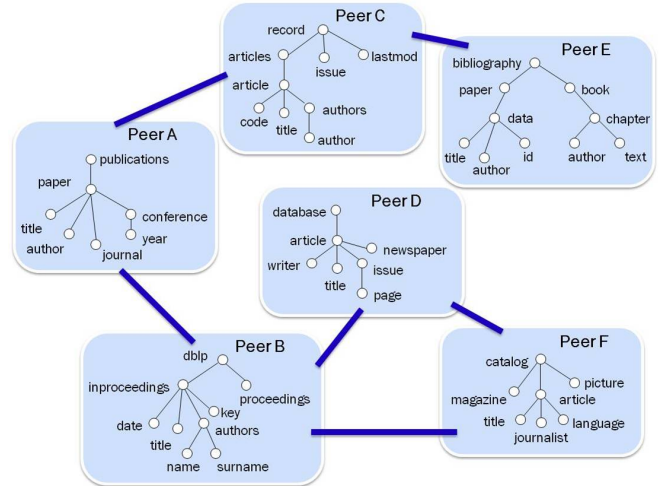 Peer C
record
articles
issue
lastmod
article
code
title
authors
author
Peer E
bibliography
paper
book
data
chapter
title
author
id
author
text
Peer A
publications
paper
title
author
journal
conference
year
Peer D
database
article
newspaper
writer
title
issue
page
Peer B
dblp
inproceedings
proceedings
date
title
key
authors
name
surname
Peer F
catalog
magazine
picture
article
title
journalist
language